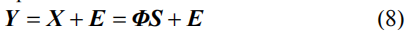 Y = X + E = ΦS + E (8)